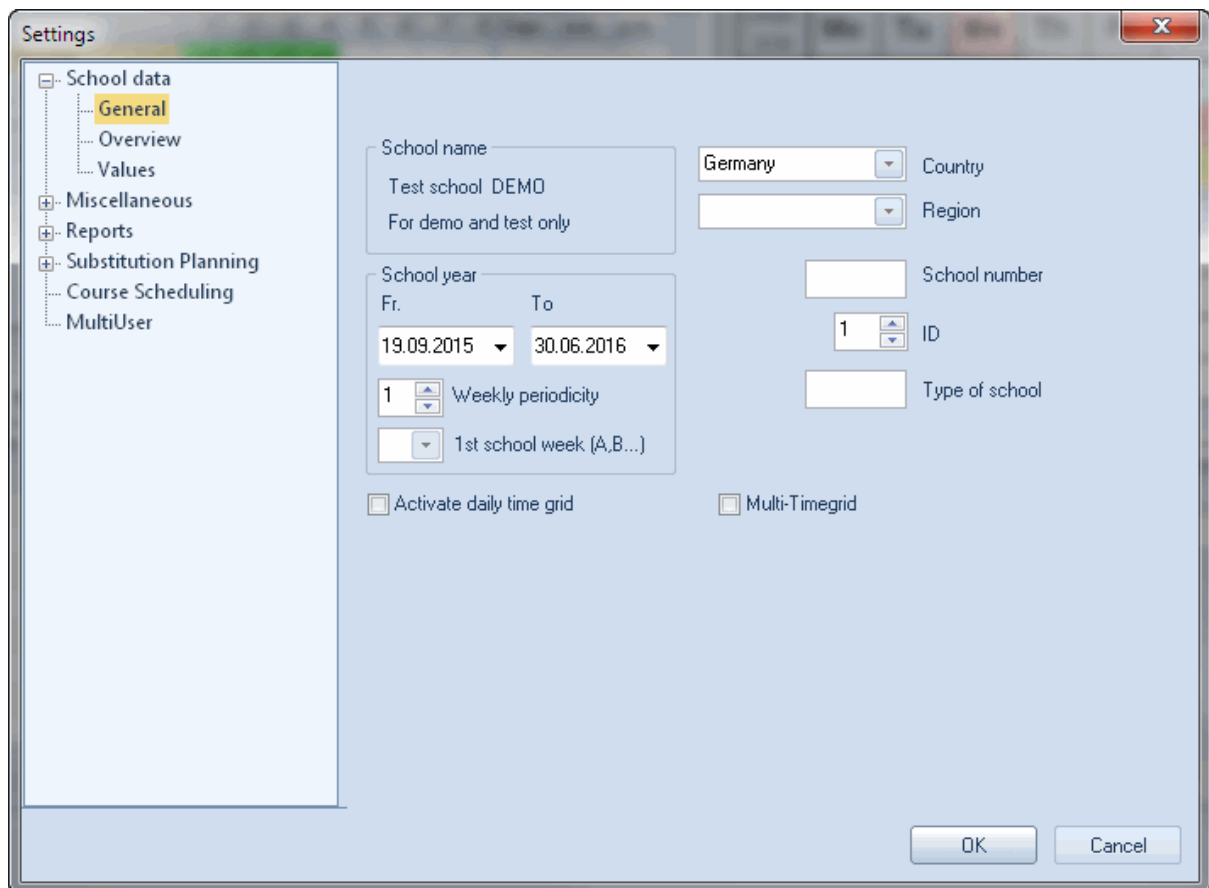 Settings
School data
General
Overview
Values
Miscellaneous
Reports
Substitution Planning
Course Scheduling
MultiUser
School name
Test school DEMO
For demo and test only
Germany
Country
Region
School year
Fr.
To
19.09.2015
30.06.2016
1
Weekly periodicity
1st school week (A,B...)
School number
1
ID
Type of school
Activate daily time grid
Multi-Timegrid
OK
Cancel